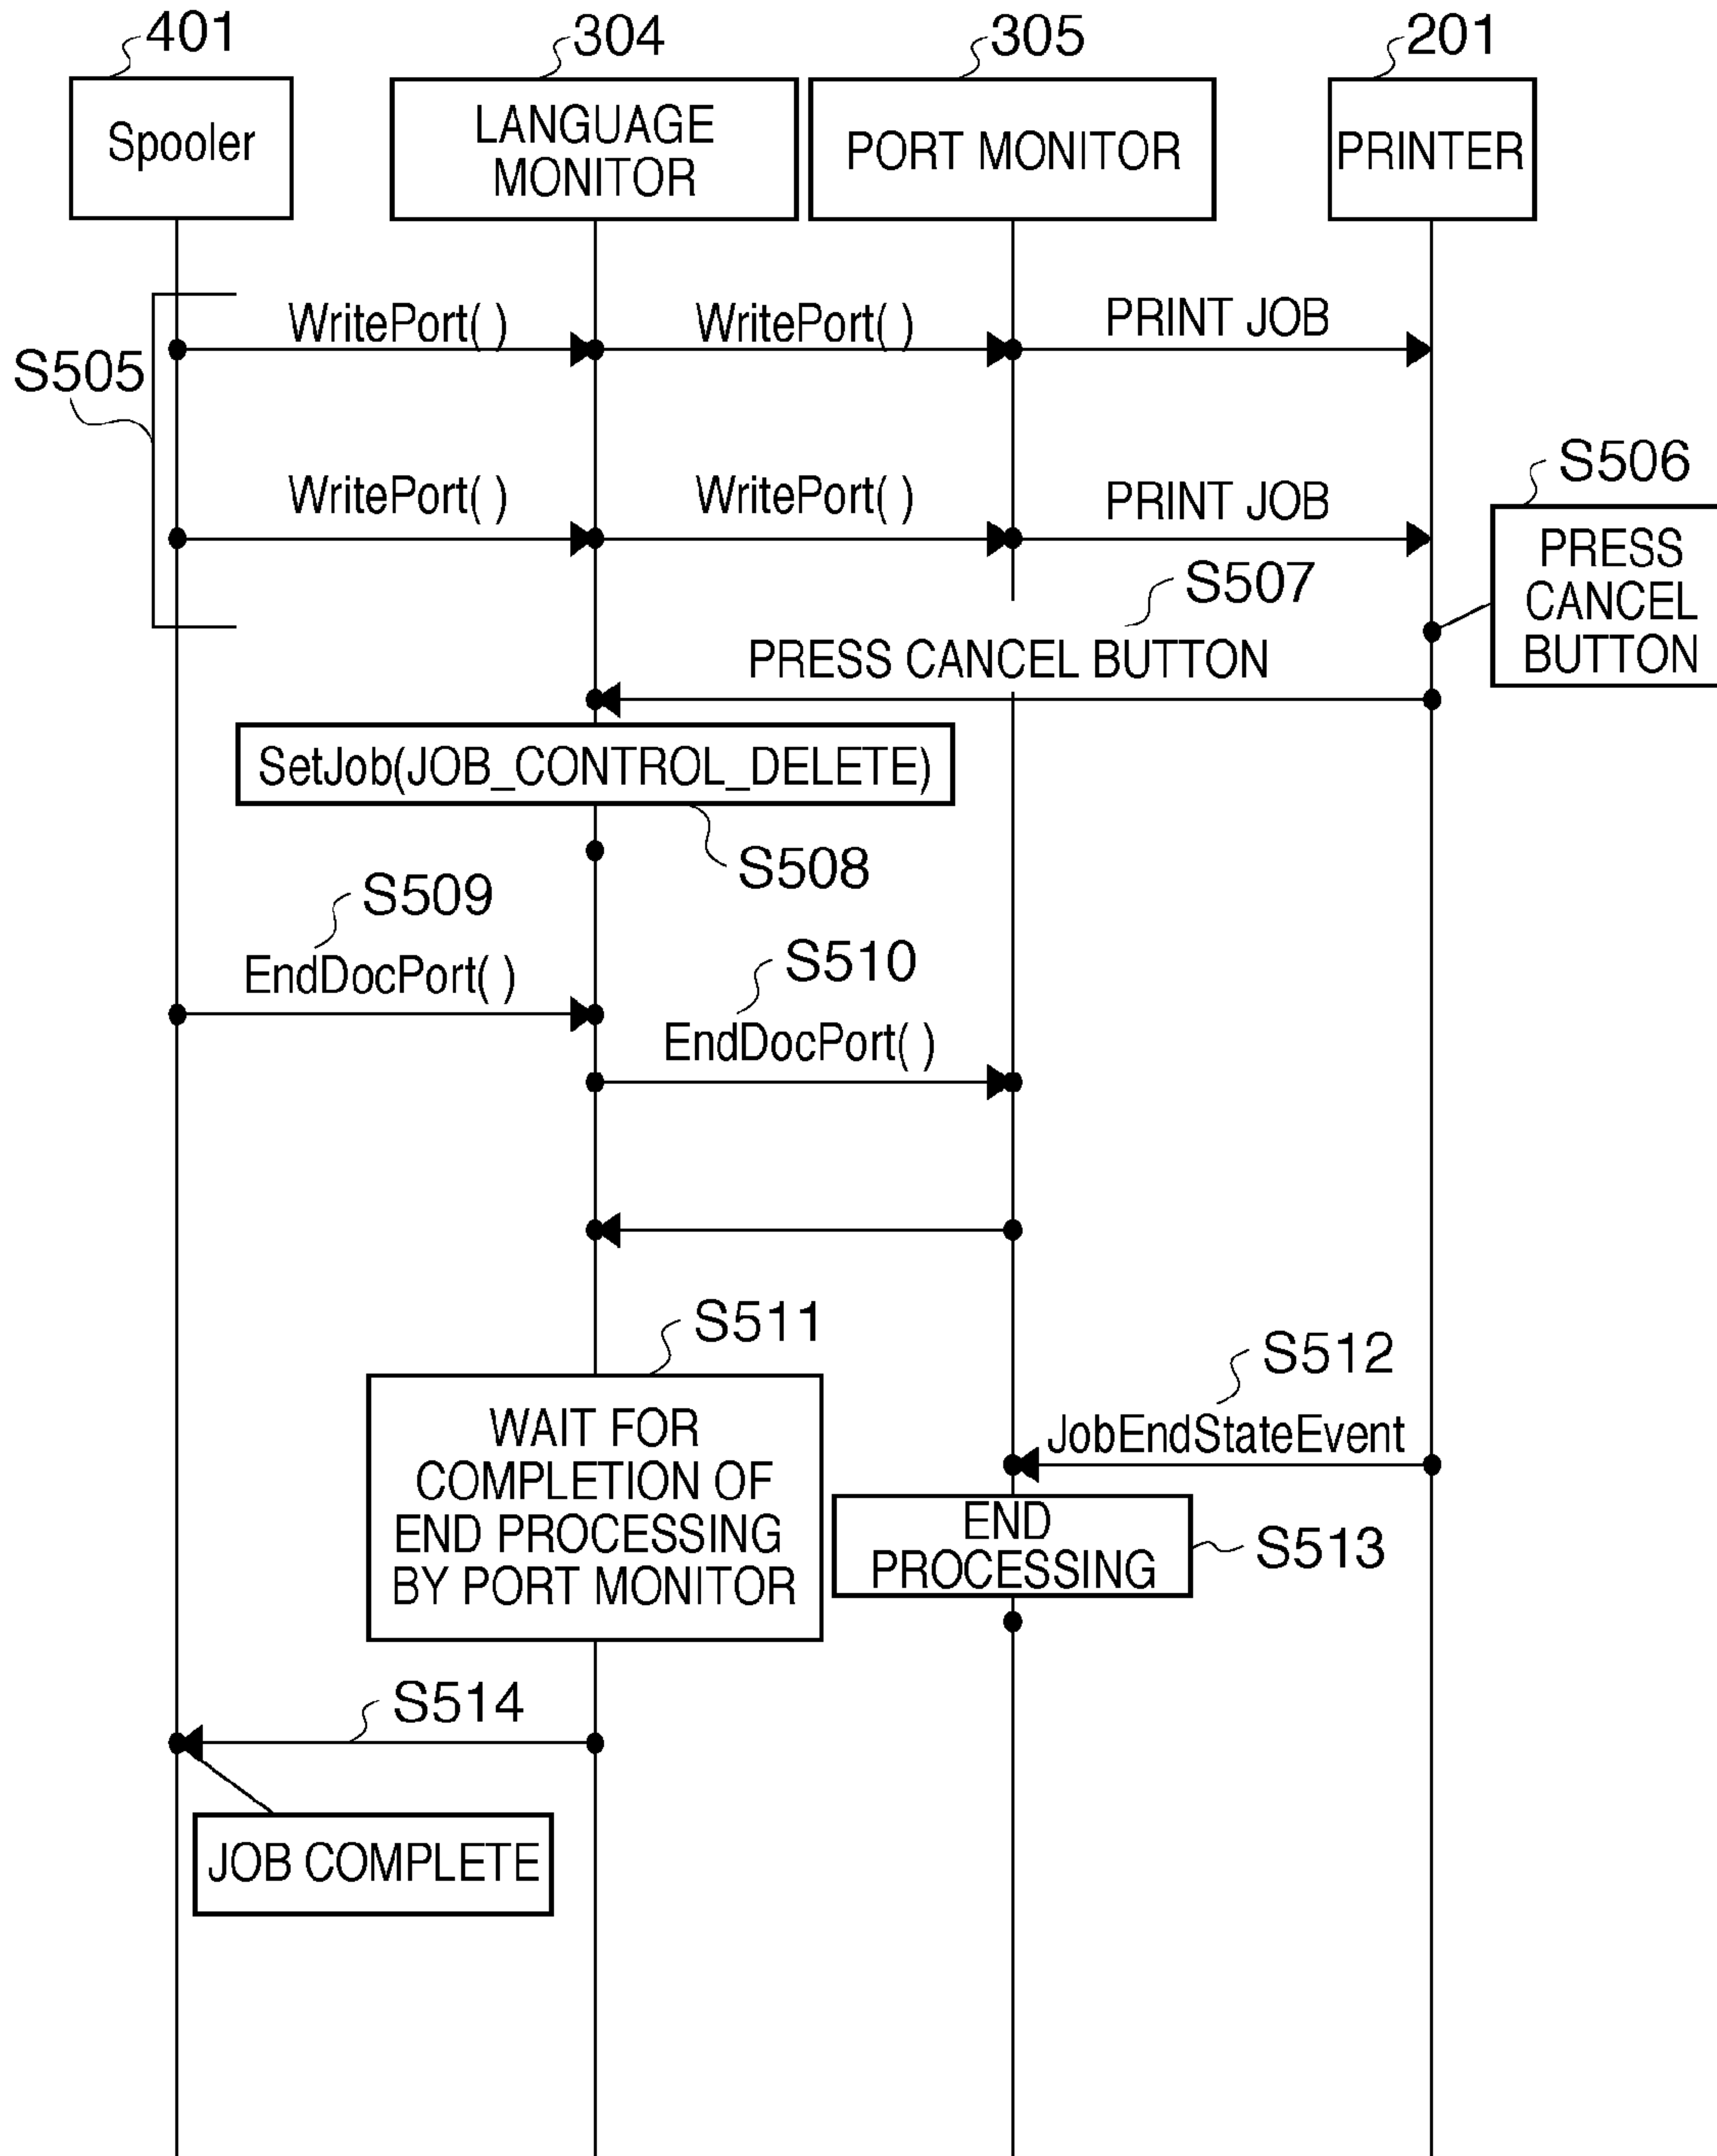 401
304
305
201
Spooler
LANGUAGE
MONITOR
PORT MONITOR
PRINTER
WritePort( )
WritePort( )
PRINT JOB
S505
WritePort( )
WritePort( )
PRINT JOB
S506
PRESS
CANCEL
BUTTON
S507
PRESS CANCEL BUTTON
SetJob(JOB_CONTROL_DELETE)
S508
S509
EndDocPort( )
S510
EndDocPort( )
S511
WAIT FOR
COMPLETION OF
END PROCESSING
BY PORT MONITOR
S512
JobEndStateEvent
END
PROCESSING
S513
S514
JOB COMPLETE